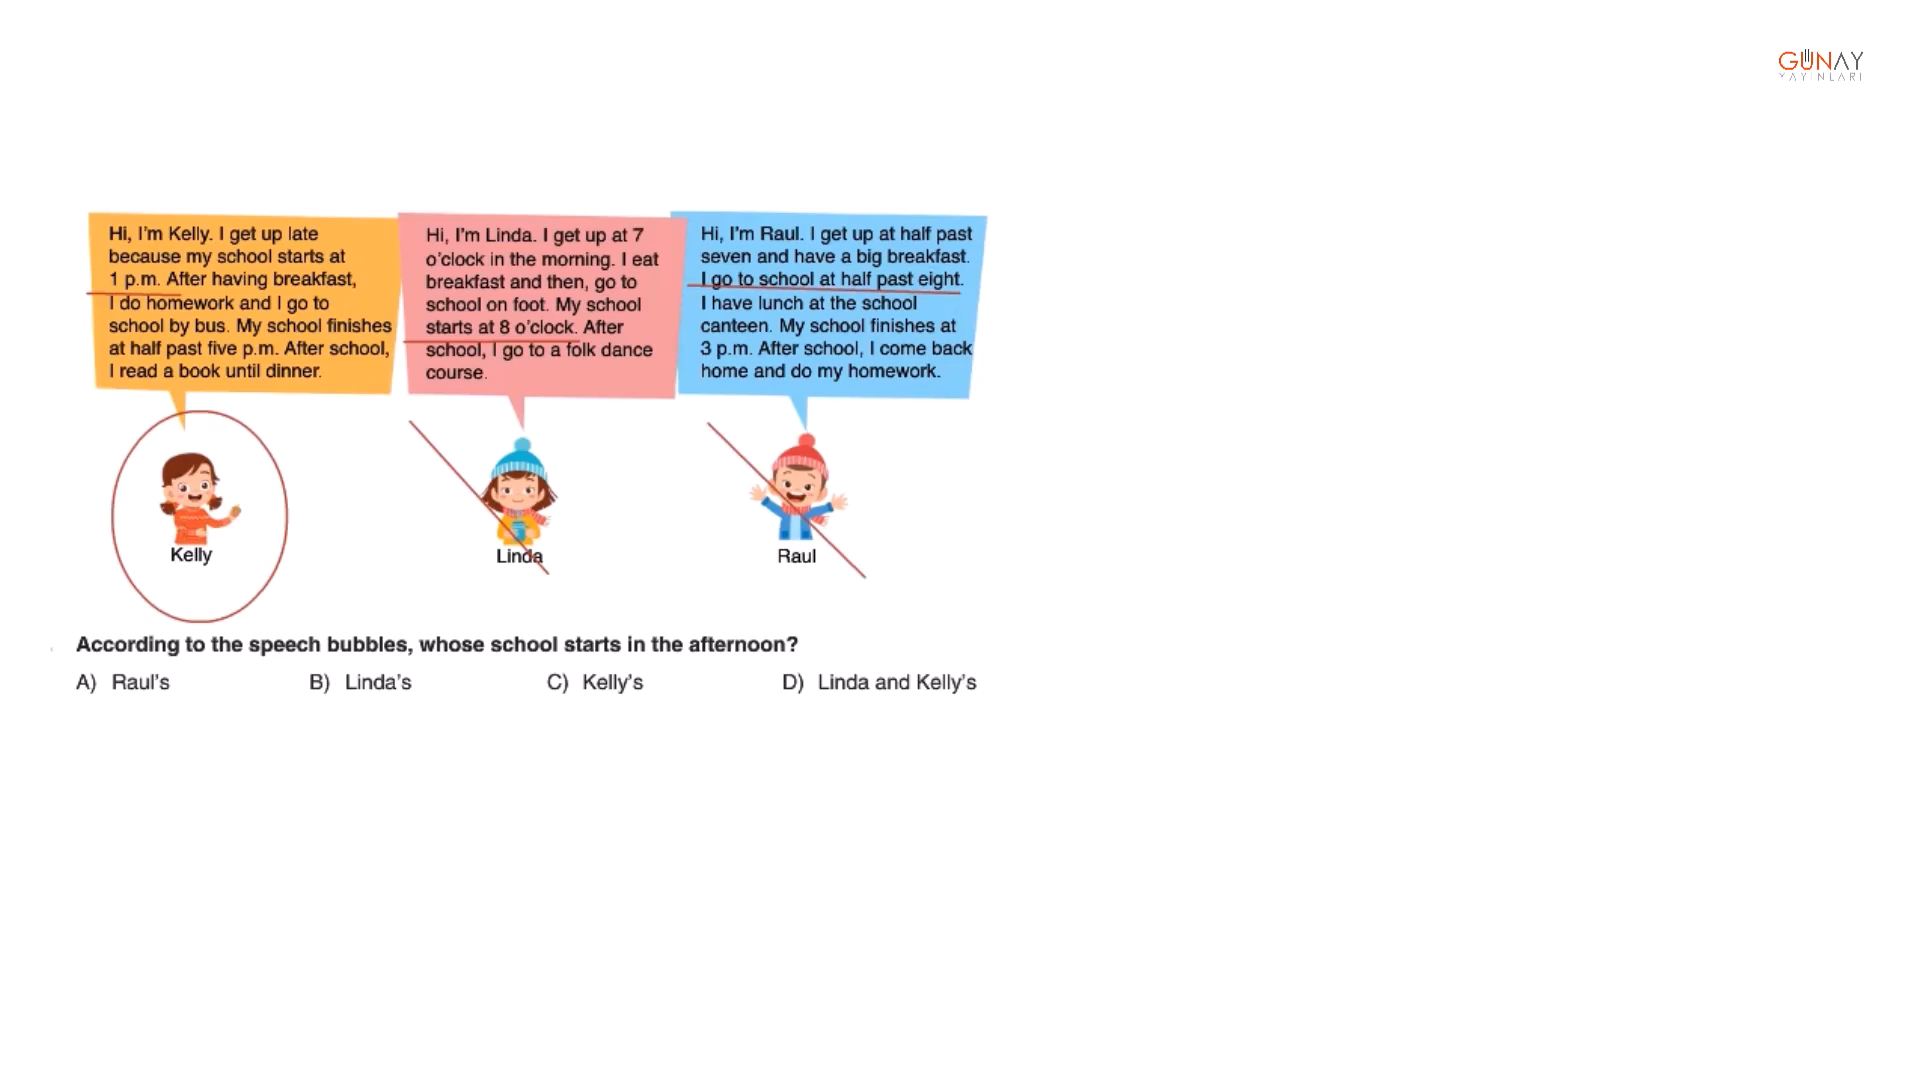 GÜNAY
YAYINLARI
Hi, I'm Kelly. I get up late
because my school starts at
1 p.m. After having breakfast,
I do homework and I go to
school by bus. My school finishes
at half past five p.m. After school,
I read a book until dinner.
Hi, I'm Linda. I get up at 7
o'clock in the morning. I eat
breakfast and then, go to
school on foot. My school
starts at 8 o'clock. After
school, I go to a folk dance
course.
Hi, I'm Raul. I get up at half past
seven and have a big breakfast.
I go to school at half past eight.
I have lunch at the school
canteen. My school finishes at
3 p.m. After school, I come back
home and do my homework.
Kelly
Linda
Raul
According to the speech bubbles, whose school starts in the afternoon?
A) Raul's
B) Linda's
C) Kelly's
D) Linda and Kelly's